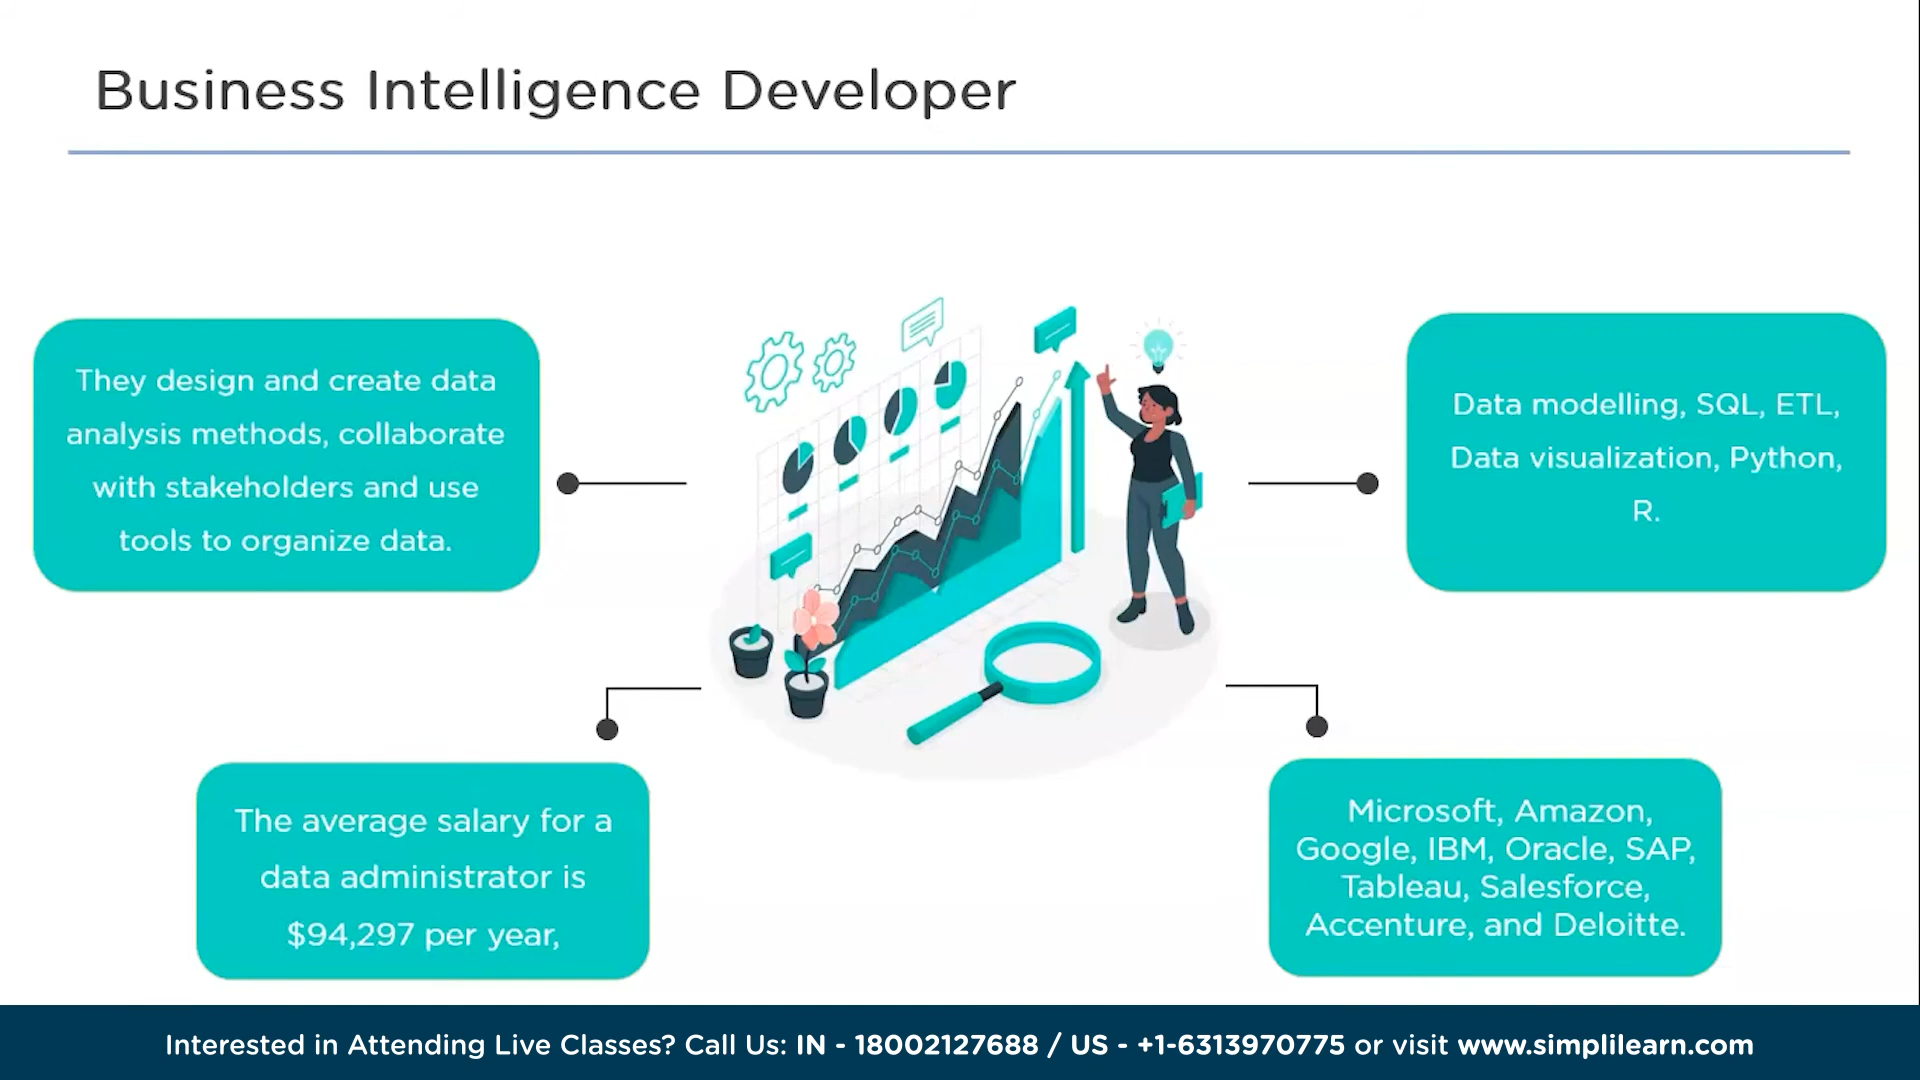 Business Intelligence Developer
They design and create data
analysis methods, collaborate
with stakeholders and use
tools to organize data.
Data modelling, SQL, ETL,
Data visualization, Python,
R.
The average salary for a
data administrator is
$94,297 per year,
Microsoft, Amazon,
Google, IBM, Oracle, SAP,
Tableau, Salesforce,
Accenture, and Deloitte.
Interested in Attending Live Classes? Call Us: IN - 18002127688 / US - +1-6313970775 or visit www.simplilearn.com